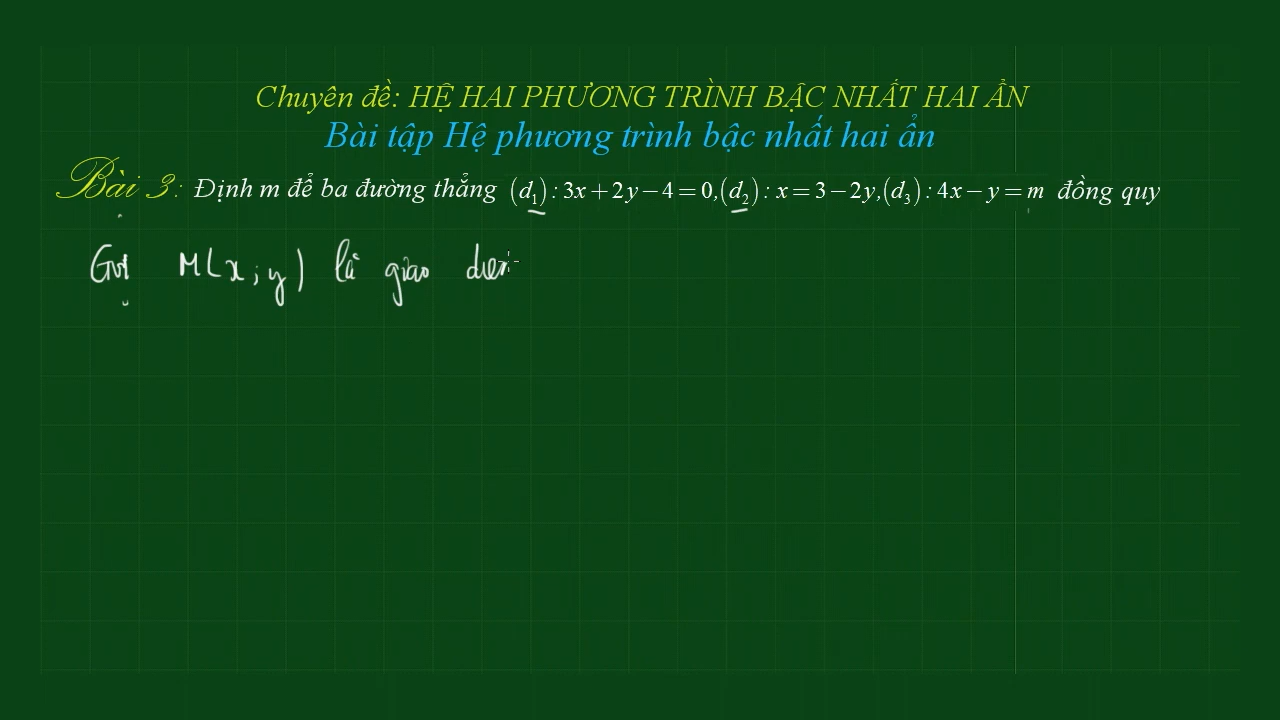 Chuyên đề: HỆ HAI PHƯƠNG TRÌNH BẬC NHẤT HAI ẨN
Bài tập Hệ phương trình bậc nhất hai ẩn
Bài 3: Định m để ba đường thẳng (d₁): 3x + 2y − 4 = 0, (d₂): x = 3 − 2y, (d₃): 4x − y = m đồng quy
Gọi M(x; y) là giao